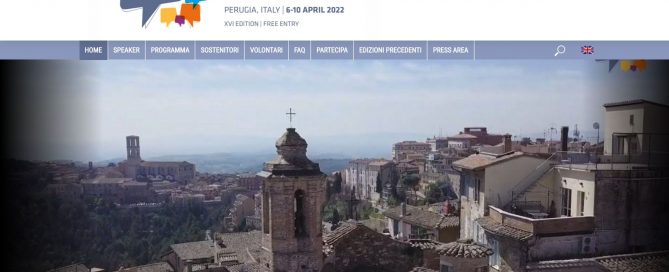 PERUGIA, ITALY | 6-10 APRIL 2022
XVI EDITION | FREE ENTRY
HOME SPEAKER PROGRAMMA SOSTENITORI VOLONTARI FAQ PARTECIPA EDIZIONI PRECEDENTI PRESS AREA